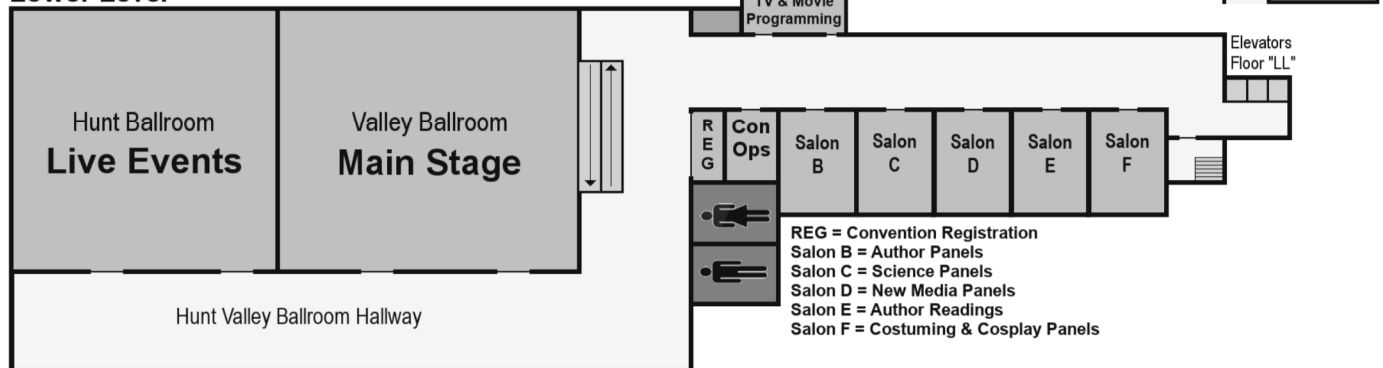 Lower Level
TV & Movie
Programming
Elevators
Floor "LL"
Hunt Ballroom
Live Events
Valley Ballroom
Main Stage
REG
Con
Ops
Salon
B
Salon
C
Salon
D
Salon
E
Salon
F
REG = Convention Registration
Salon B = Author Panels
Salon C = Science Panels
Salon D = New Media Panels
Salon E = Author Readings
Salon F = Costuming & Cosplay Panels
Hunt Valley Ballroom Hallway